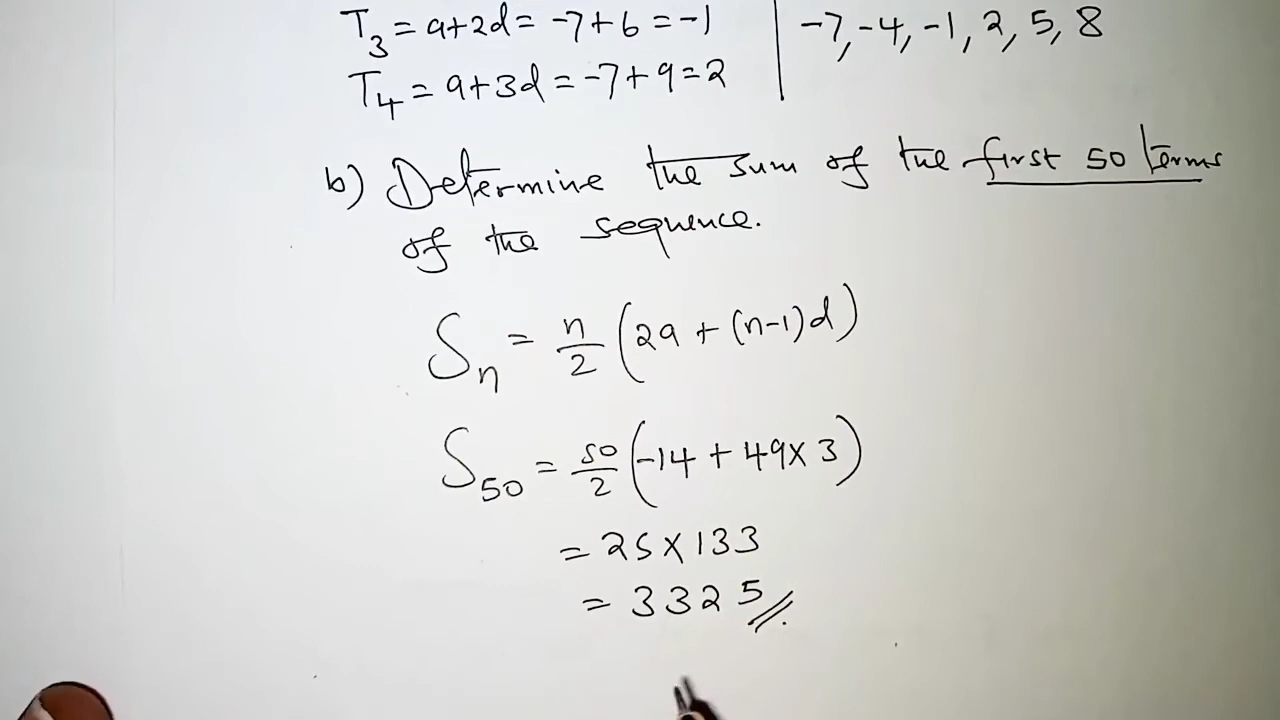 T₃ = a+2d = -7+6 = -1
T₄ = a+3d = -7+9 = 2
-7, -4, -1, 2, 5, 8
b) Determine the sum of the first 50 terms
of the sequence.
Sₙ = n/2 (2a + (n-1)d)
S₅₀ = 50/2 (-14 + 49×3)
= 25×133
= 3325//